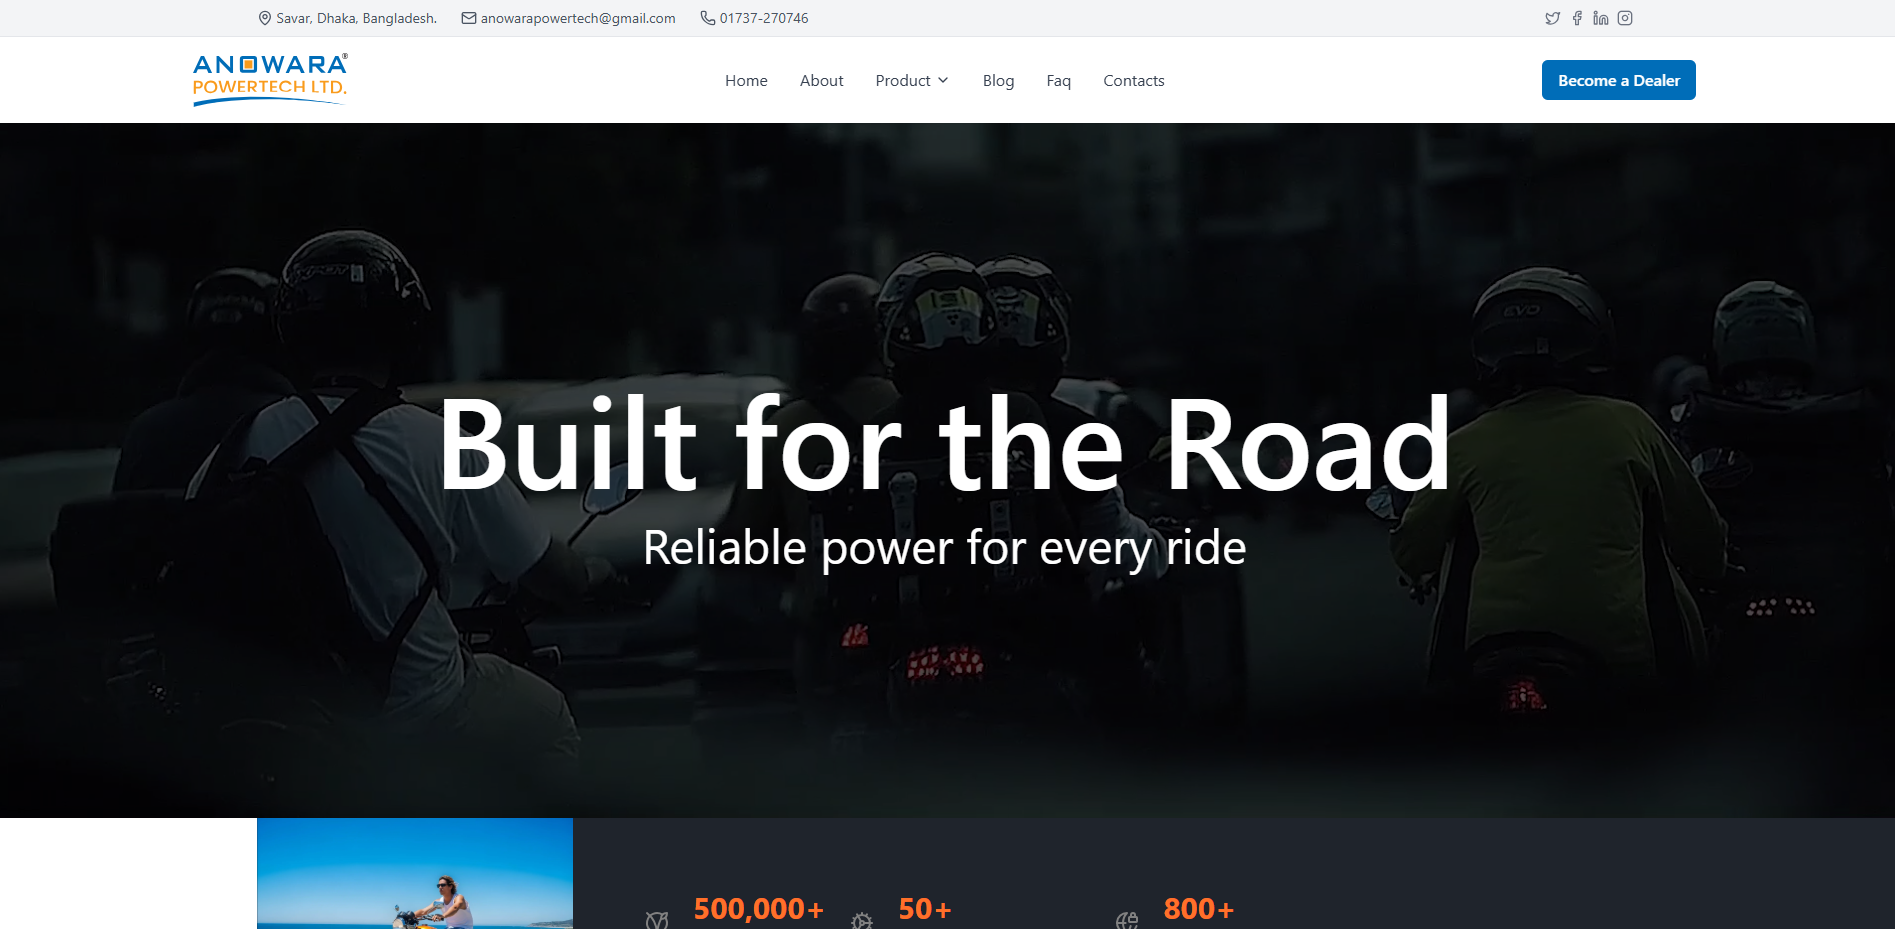 Savar, Dhaka, Bangladesh. anowarapowertech@gmail.com 01737-270746
ANOWARA®
POWERTECH LTD.
Home About Product Blog Faq Contacts
Become a Dealer
EVO
Built for the Road
Reliable power for every ride
500,000+ 50+ 800+